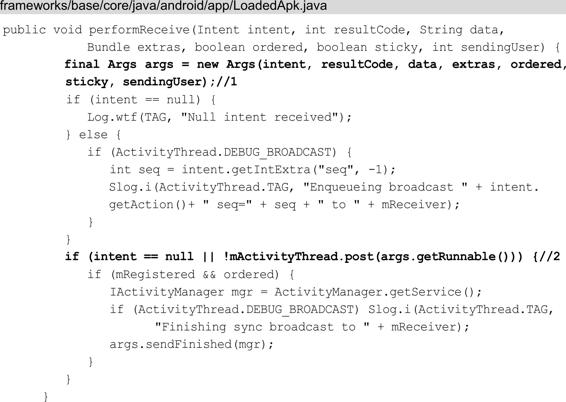 frameworks/base/core/java/android/app/LoadedApk.java
public void performReceive(Intent intent, int resultCode, String data,
Bundle extras, boolean ordered, boolean sticky, int sendingUser) {
final Args args = new Args(intent, resultCode, data, extras, ordered,
sticky, sendingUser);//1
if (intent == null) {
Log.wtf(TAG, "Null intent received");
} else {
if (ActivityThread.DEBUG_BROADCAST) {
int seq = intent.getIntExtra("seq", -1);
Slog.i(ActivityThread.TAG, "Enqueueing broadcast " + intent.
getAction()+ " seq=" + seq + " to " + mReceiver);
}
}
if (intent == null || !mActivityThread.post(args.getRunnable())) {//2
if (mRegistered && ordered) {
IActivityManager mgr = ActivityManager.getService();
if (ActivityThread.DEBUG_BROADCAST) Slog.i(ActivityThread.TAG,
"Finishing sync broadcast to " + mReceiver);
args.sendFinished(mgr);
}
}
}